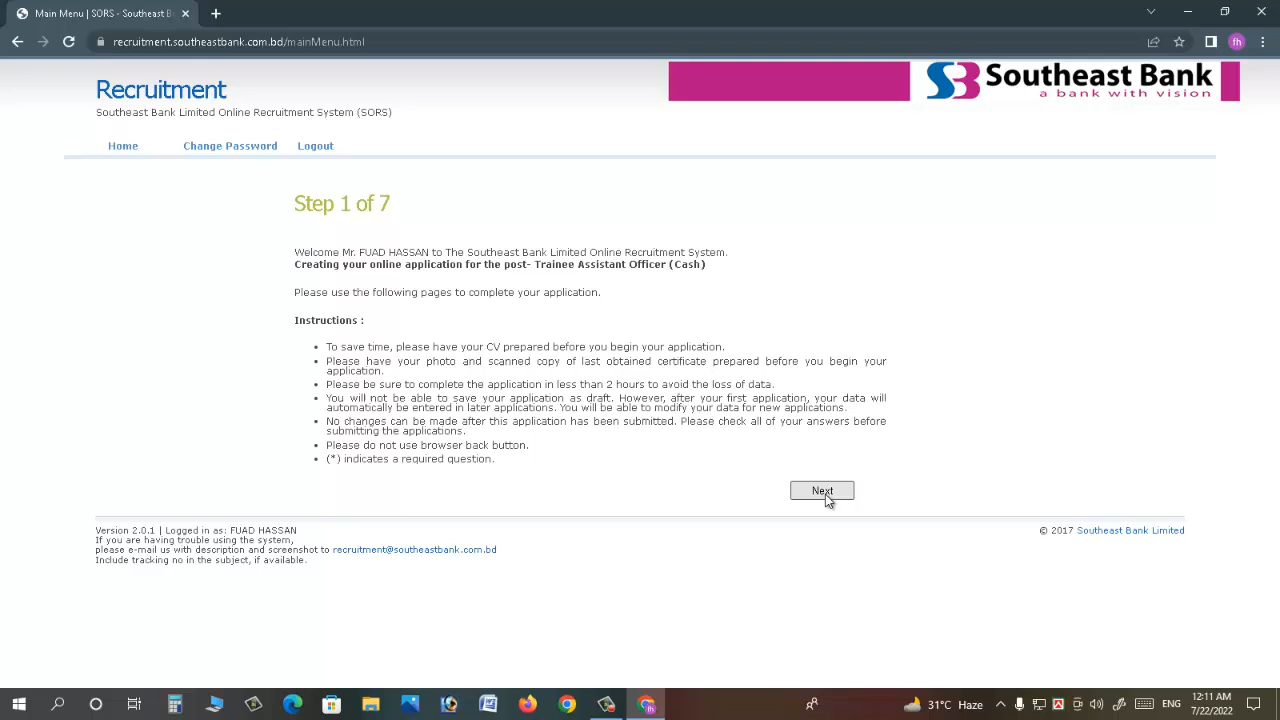 Main Menu | SORS - Southeast B
recruitment.southeastbank.com.bd/mainMenu.html
fh
Recruitment
Southeast Bank Limited Online Recruitment System (SORS)
Southeast Bank
a bank with vision
Home Change Password Logout
Step 1 of 7
Welcome Mr. FUAD HASSAN to The Southeast Bank Limited Online Recruitment System.
Creating your online application for the post- Trainee Assistant Officer (Cash)
Please use the following pages to complete your application.
Instructions :
• To save time, please have your CV prepared before you begin your application.
• Please have your photo and scanned copy of last obtained certificate prepared before you begin your
application.
• Please be sure to complete the application in less than 2 hours to avoid the loss of data.
• You will not be able to save your application as draft. However, after your first application, your data will
automatically be entered in later applications. You will be able to modify your data for new applications.
• No changes can be made after this application has been submitted. Please check all of your answers before
submitting the applications.
• Please do not use browser back button.
• (*) indicates a required question.
Next
Version 2.0.1 | Logged in as: FUAD HASSAN
If you are having trouble using the system,
please e-mail us with description and screenshot to recruitment@southeastbank.com.bd
Include tracking no in the subject, if available.
© 2017 Southeast Bank Limited
31°C Haze
ENG
12:11 AM
7/22/2022